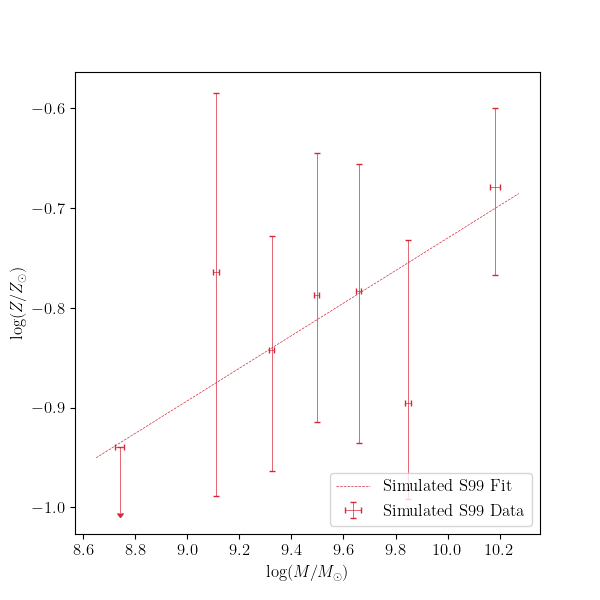 −0.6
−0.7
−0.8
−0.9
−1.0
log(Z/Z⊙)
Simulated S99 Fit
Simulated S99 Data
8.6 8.8 9.0 9.2 9.4 9.6 9.8 10.0 10.2
log(M/M⊙)